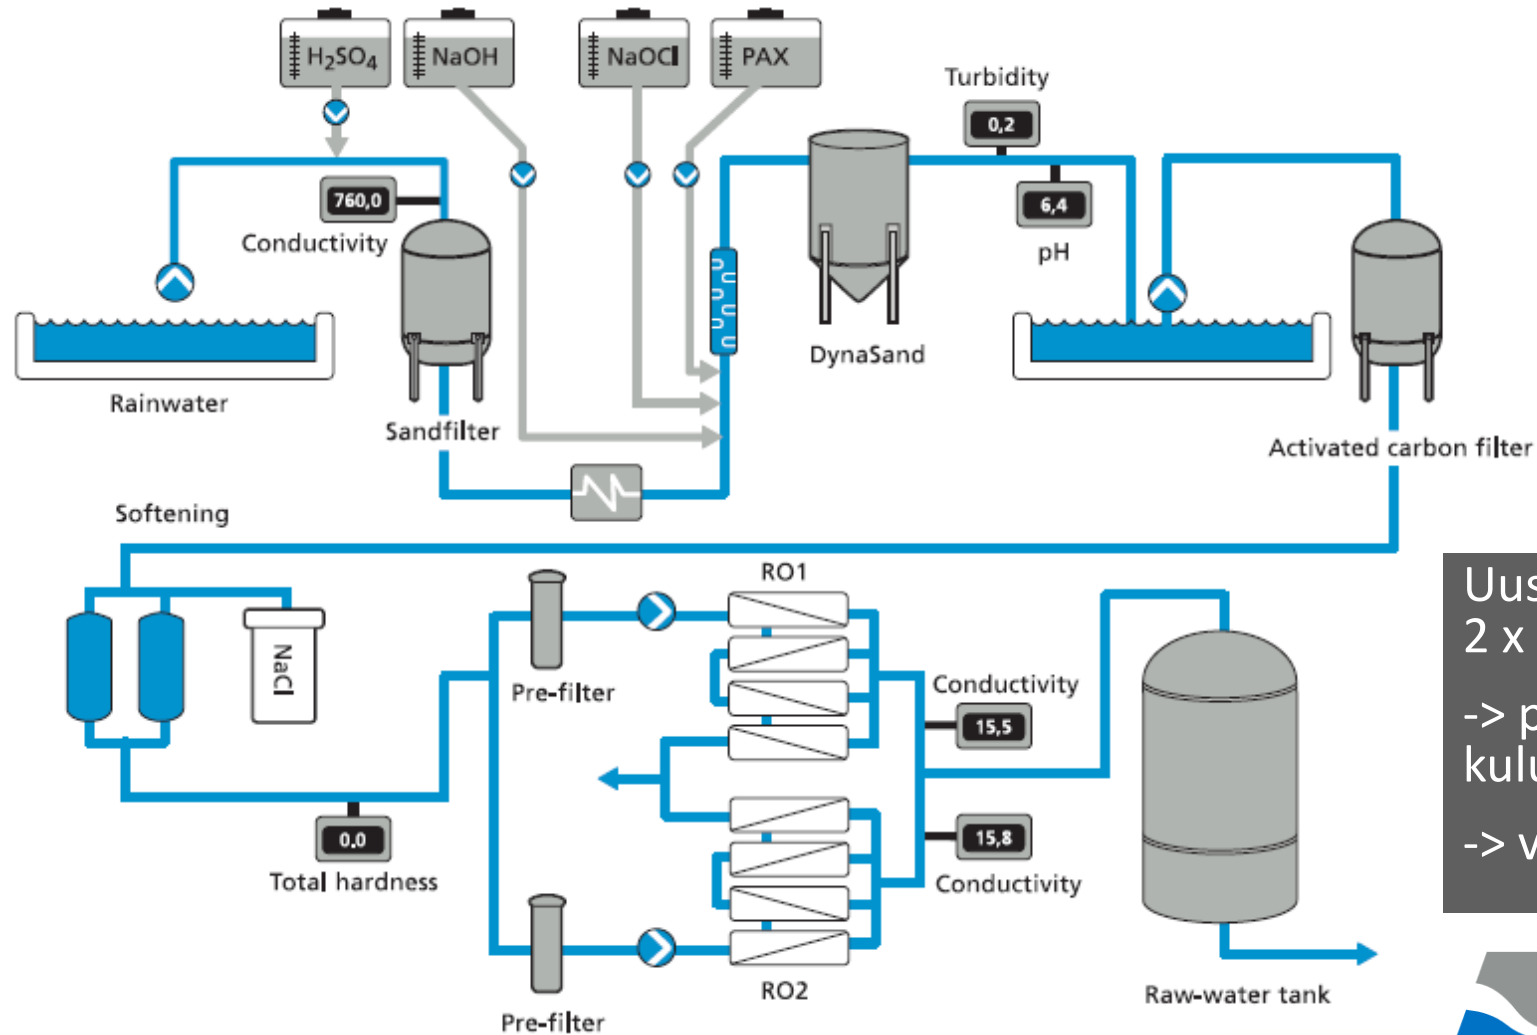 H₂SO₄
NaOH
NaOCl
PAX
Turbidity
0,2
760,0
Conductivity
6,4
pH
DynaSand
Rainwater
Sandfilter
Activated carbon filter
Softening
RO1
NaCl
Pre-filter
Conductivity
15,5
0.0
Total hardness
15,8
Conductivity
RO2
Raw-water tank
Pre-filter
2 x
->
->